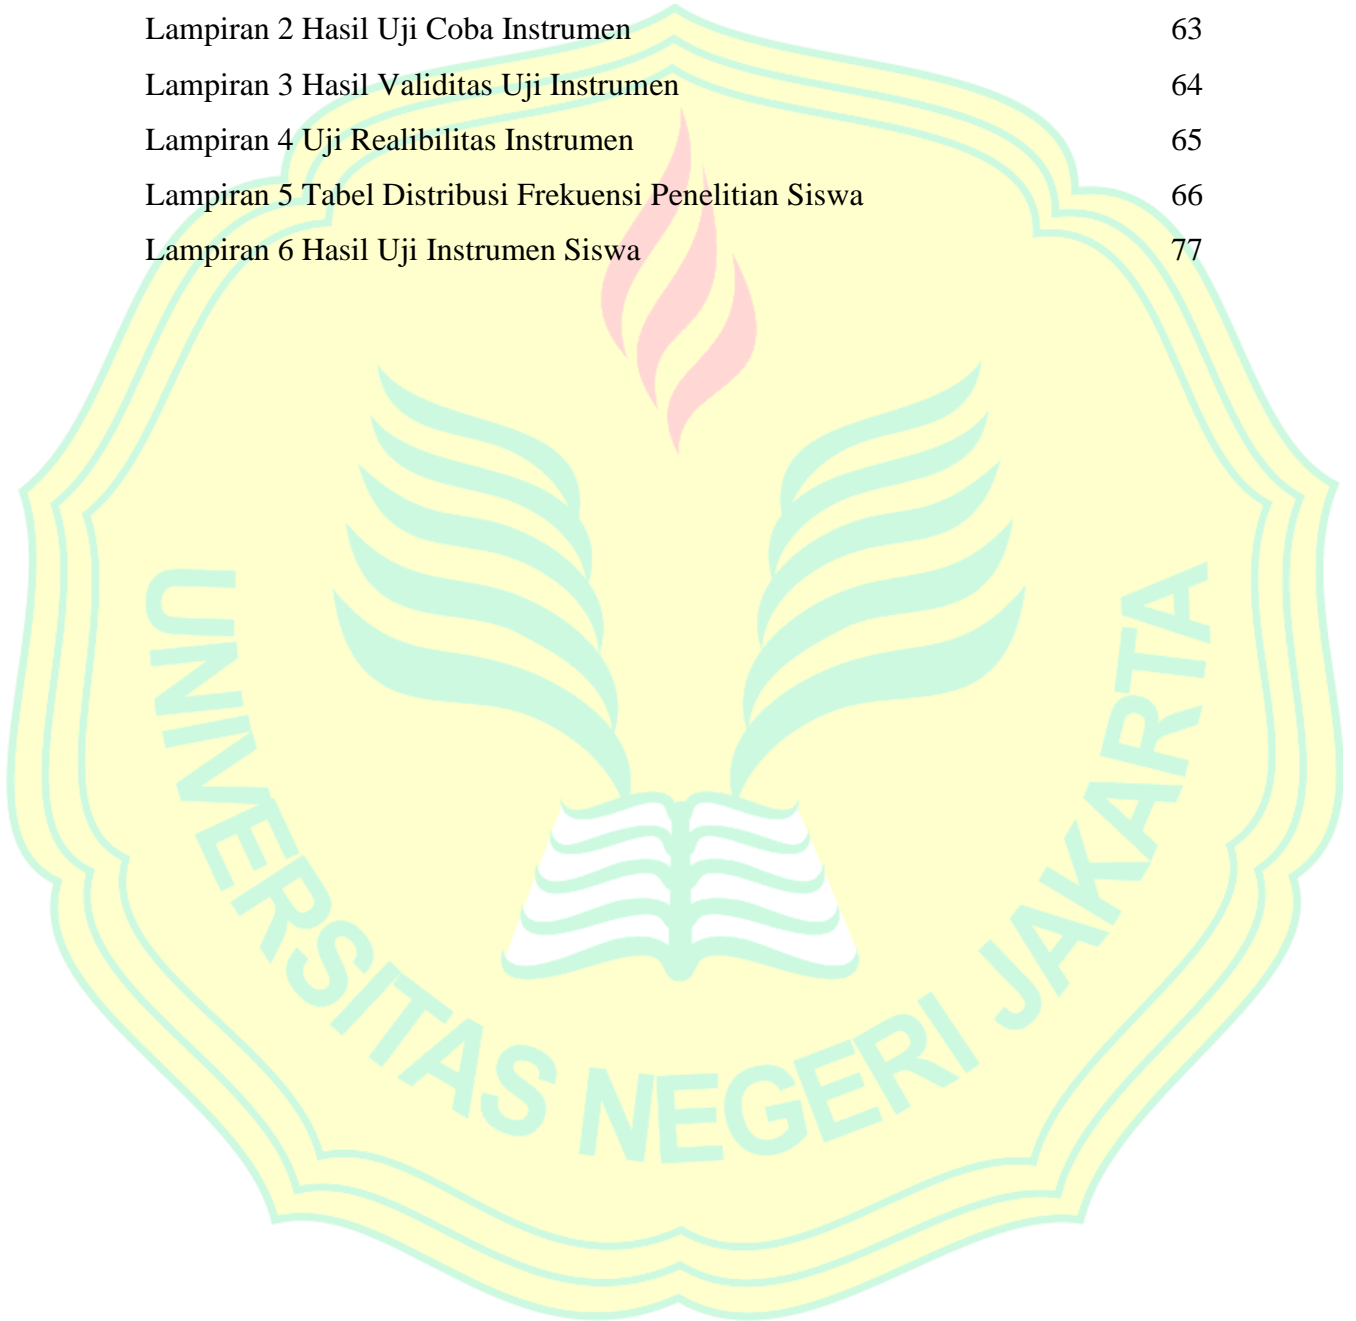 Lampiran 2 Hasil Uji Coba Instrumen 63
Lampiran 3 Hasil Validitas Uji Instrumen 64
Lampiran 4 Uji Realibilitas Instrumen 65
Lampiran 5 Tabel Distribusi Frekuensi Penelitian Siswa 66
Lampiran 6 Hasil Uji Instrumen Siswa 77
UNIVERSITAS NEGERI JAKARTA